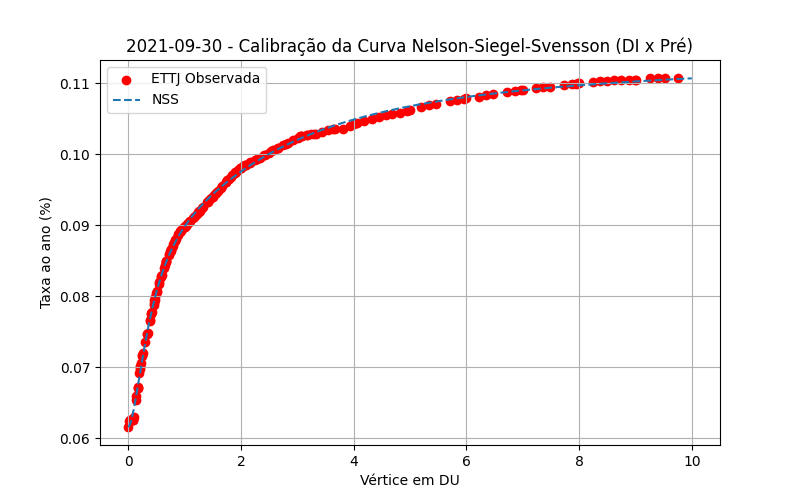 2021-09-30 - Calibração da Curva Nelson-Siegel-Svensson (DI x Pré)
ETTJ Observada
NSS
Taxa ao ano (%)
0.11
0.10
0.09
0.08
0.07
0.06
0 2 4 6 8 10
Vértice em DU